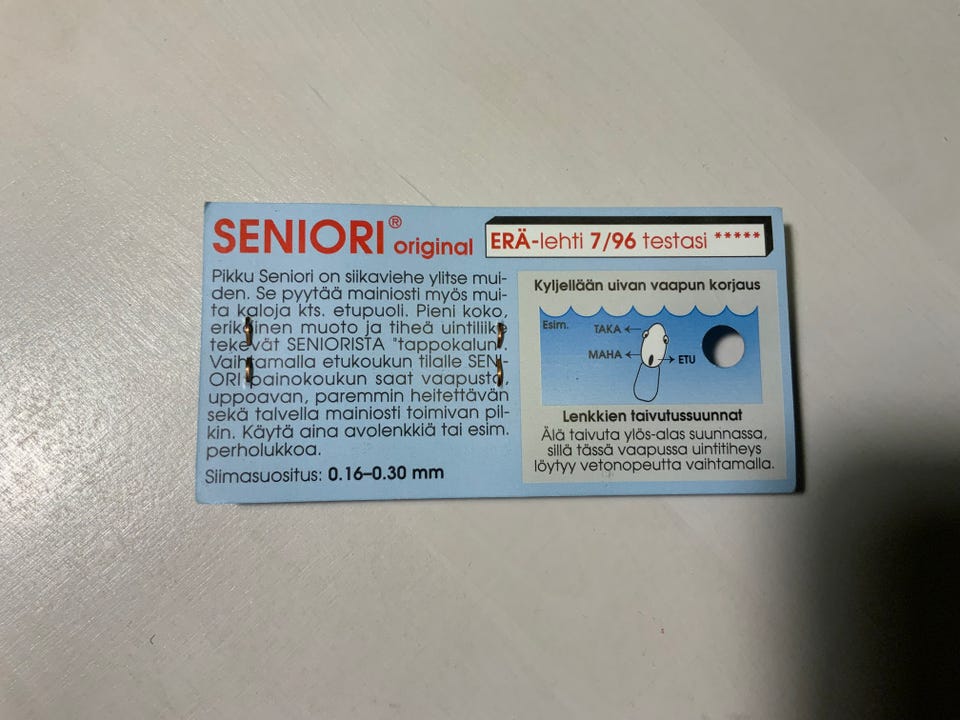 SENIORI® original
ERÄ-lehti 7/96 testasi *****
Pikku Seniori on siikaviehe ylitse mui-
den. Se pyytää mainiosti myös mui-
ta kaloja kts. etupuoli. Pieni koko,
erikoinen muoto ja tiheä uintiliike
tekevät SENIORISTA "tappokalun".
Vaihtamalla etukoukun tilalle SENI-
ORI painokoukun saat vaapusta,
uppoavan, paremmin heitettävän
sekä talvella mainiosti toimivan pil-
kin. Käytä aina avolenkkiä tai esim.
perholukkoa.
Siimasuositus: 0.16–0.30 mm
Kyljellään uivan vaapun korjaus
Esim.
TAKA
MAHA
ETU
Lenkkien taivutussuunnat
Älä taivuta ylös-alas suunnassa,
sillä tässä vaapussa uintitiheys
löytyy vetonopeutta vaihtamalla.